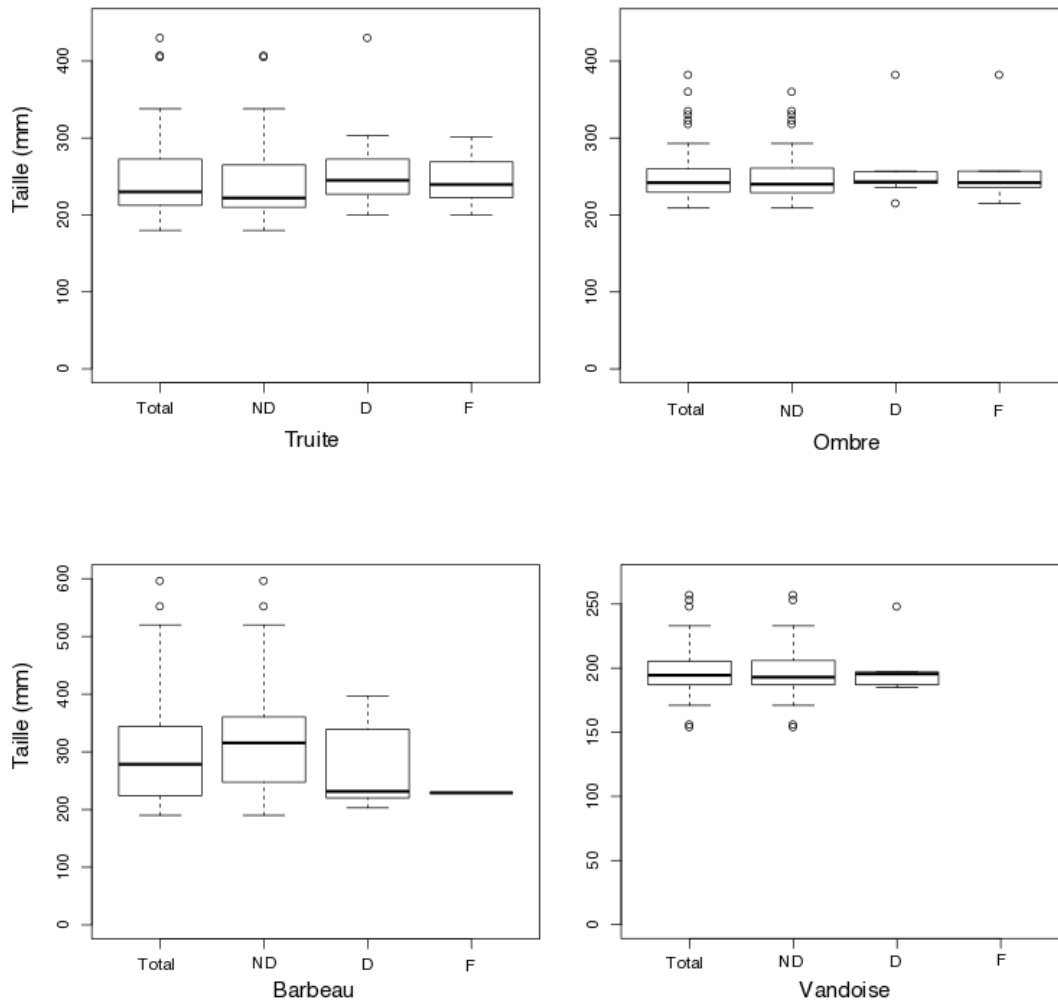 Taille (mm)
0 100 200 300 400
Total ND D F
Truite
0 100 200 300 400
Total ND D F
Ombre
Taille (mm)
0 100 200 300 400 500 600
Total ND D F
Barbeau
0 50 100 150 200 250
Total ND D F
Vandoise